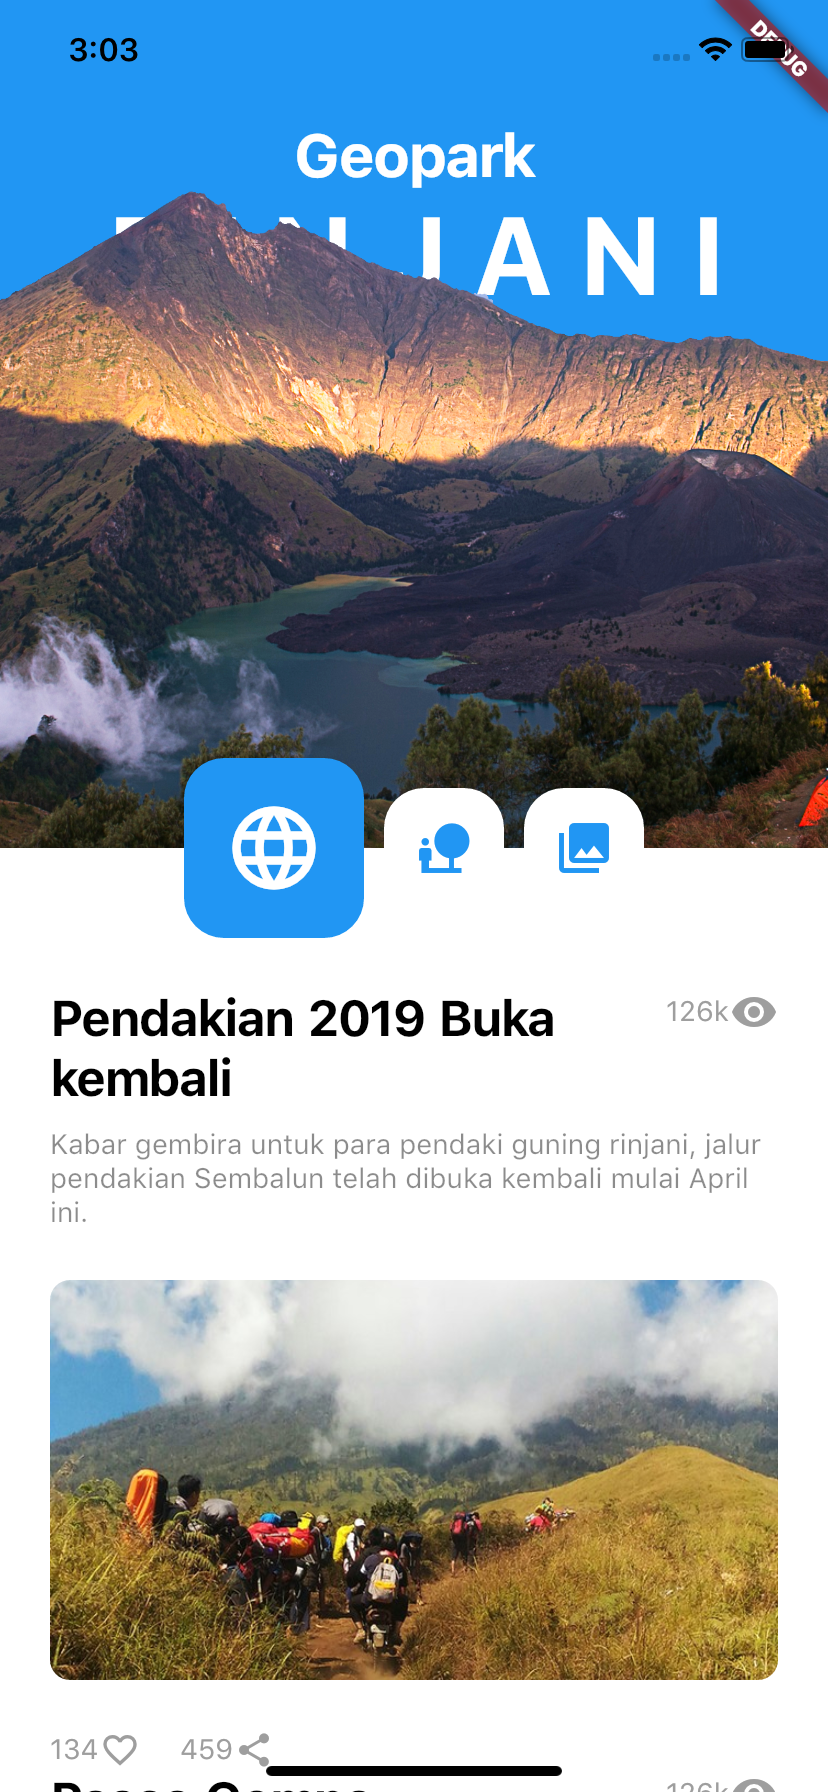 3:03
DEBUG
Geopark
RINJANI
Pendakian 2019 Buka
kembali
126k
Kabar gembira untuk para pendaki guning rinjani, jalur
pendakian Sembalun telah dibuka kembali mulai April
ini.
134
459
126k